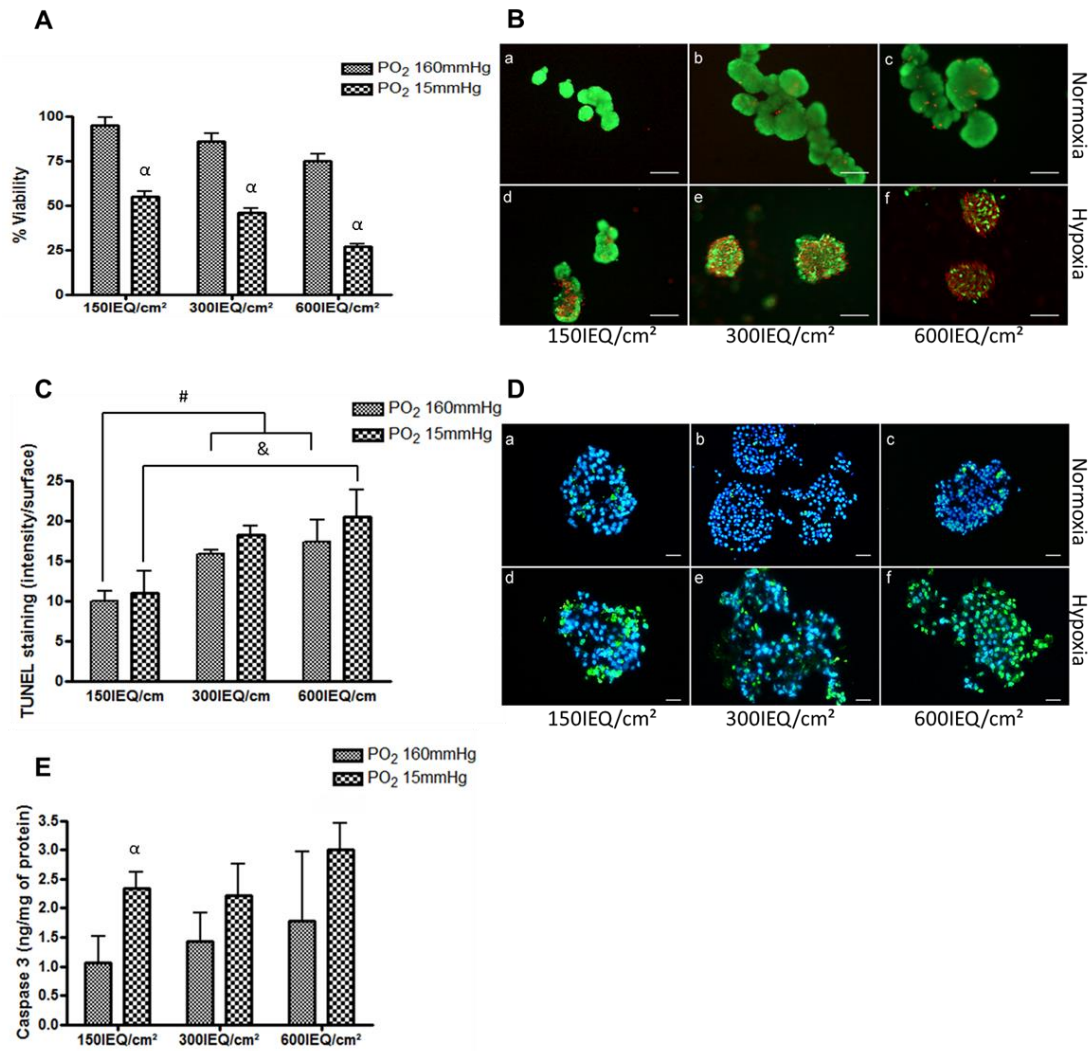 A
PO2 160mmHg
PO2 15mmHg
% Viability
100
75
50
25
0
α
α
α
150IEQ/cm²
300IEQ/cm²
600IEQ/cm²
B
a
b
c
Normoxia
d
e
f
Hypoxia
150IEQ/cm²
300IEQ/cm²
600IEQ/cm²
C
#
PO2 160mmHg
PO2 15mmHg
&
TUNEL staining (intensity/surface)
25
20
15
10
5
0
150IEQ/cm
300IEQ/cm
600IEQ/cm
D
a
b
c
Normoxia
d
e
f
Hypoxia
150IEQ/cm²
300IEQ/cm²
600IEQ/cm²
E
PO2 160mmHg
PO2 15mmHg
Caspase 3 (ng/mg of protein)
3.5
3.0
2.5
2.0
1.5
1.0
0.5
0.0
α
150IEQ/cm²
300IEQ/cm²
600IEQ/cm²